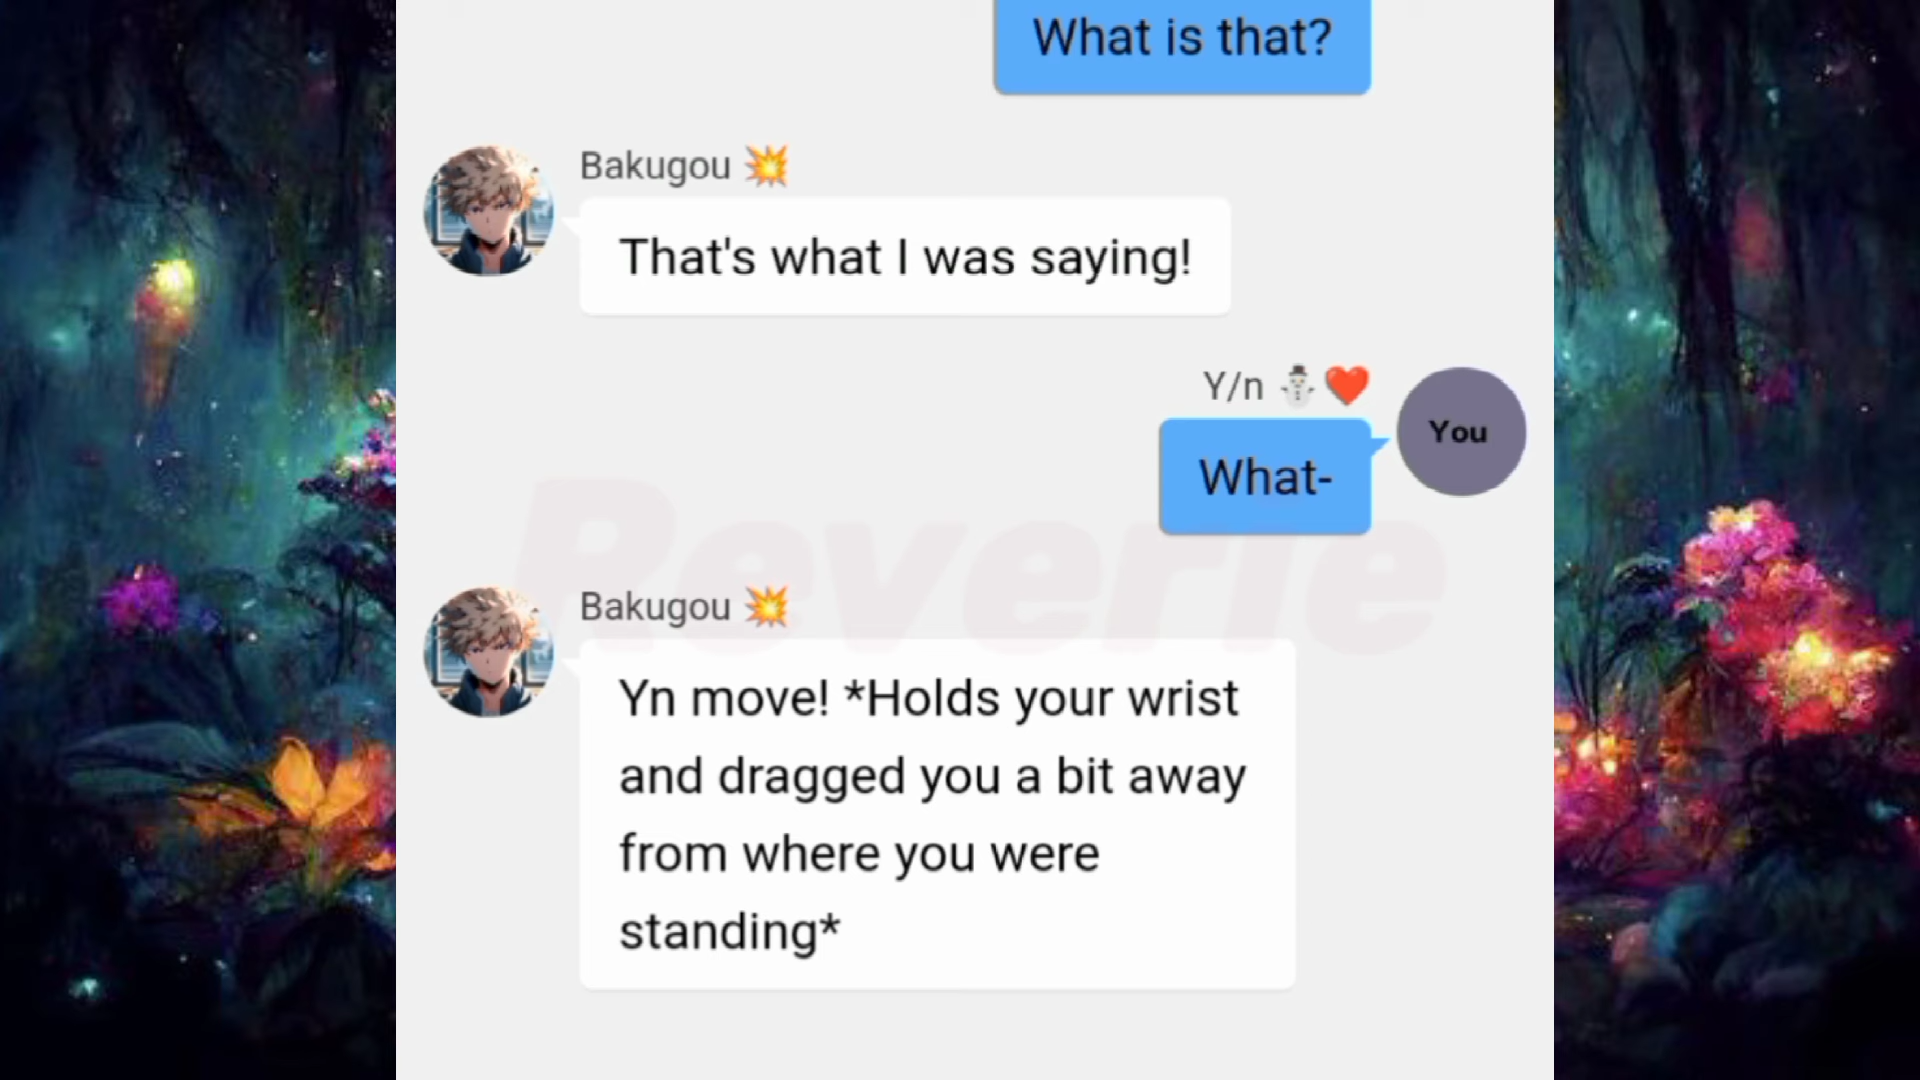 What is that?
Bakugou 💥
That's what I was saying!
Y/n ⛄❤️
You
What-
Reverie
Bakugou 💥
Yn move! *Holds your wrist
and dragged you a bit away
from where you were
standing*